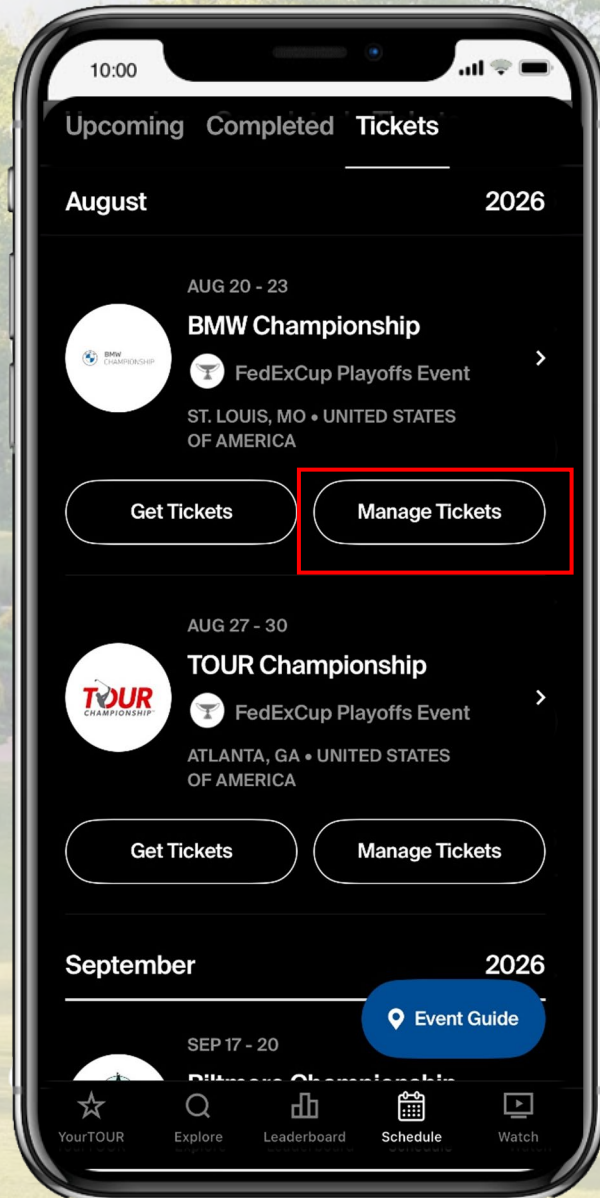 10:00
Upcoming Completed Tickets
August 2026
AUG 20 - 23
BMW Championship
BMW
CHAMPIONSHIP
FedExCup Playoffs Event
ST. LOUIS, MO • UNITED STATES
OF AMERICA
Get Tickets Manage Tickets
AUG 27 - 30
TOUR Championship
TOUR
CHAMPIONSHIP
FedExCup Playoffs Event
ATLANTA, GA • UNITED STATES
OF AMERICA
Get Tickets Manage Tickets
September 2026
Event Guide
SEP 17 - 20
Biltmore Championship
YourTOUR Explore Leaderboard Schedule Watch